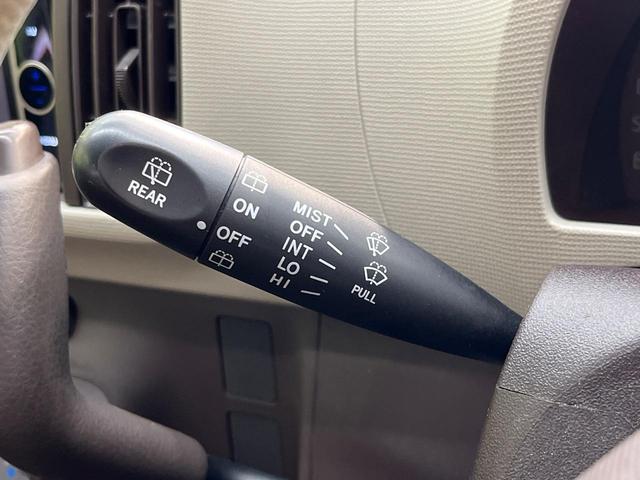 REAR
ON
OFF
MIST
OFF
INT
LO
HI
PULL